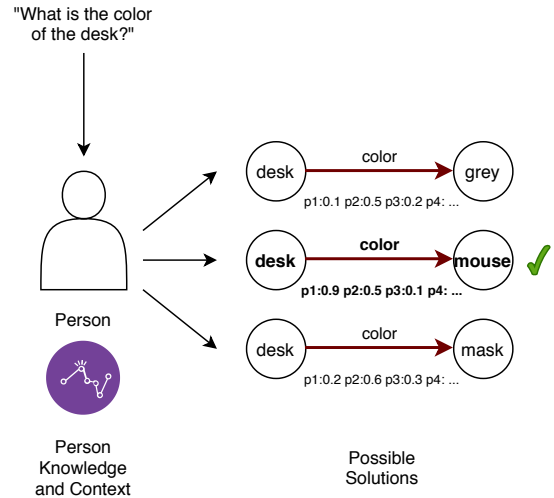 "What is the color
of the desk?"
desk
color
grey
p1:0.1 p2:0.5 p3:0.2 p4: ...
desk
color
mouse
p1:0.9 p2:0.5 p3:0.1 p4: ...
desk
color
mask
p1:0.2 p2:0.6 p3:0.3 p4: ...
Person
Person
Knowledge
and Context
Possible
Solutions